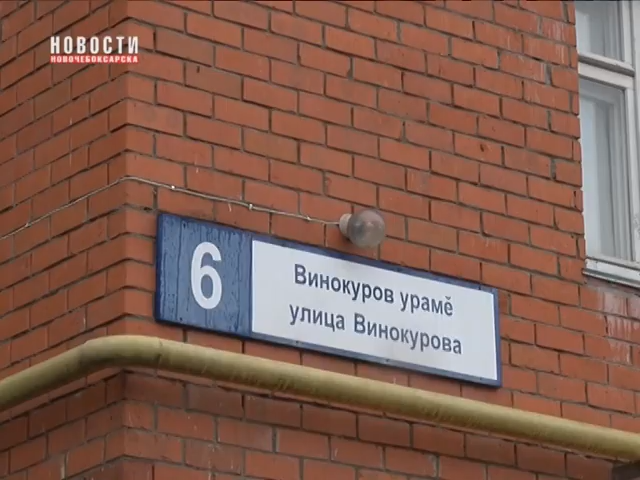 НОВОСТИ
НОВОЧЕБОКСАРСКА
6
Винокуров урамĕ
улица Винокурова